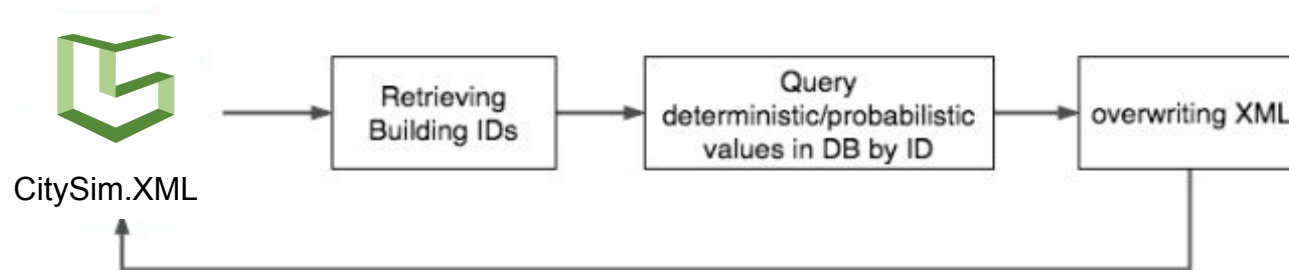 CitySim.XML
Retrieving
Building IDs
Query
deterministic/probabilistic
values in DB by ID
overwriting XML